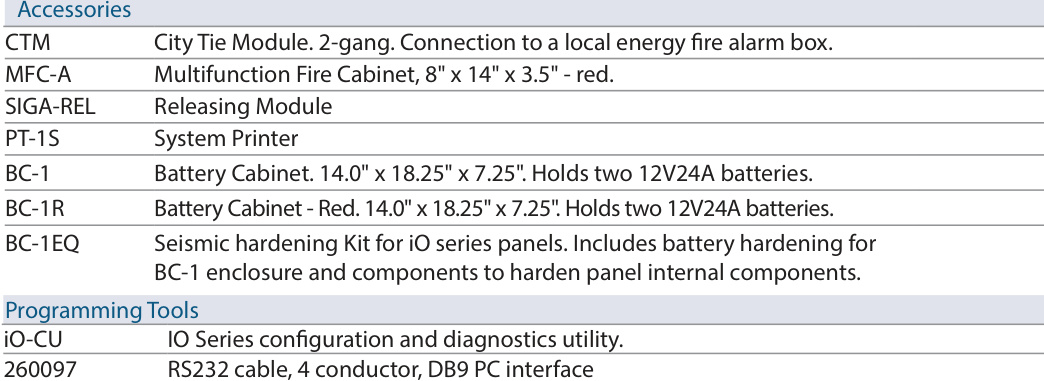 Accessories
CTM City Tie Module. 2-gang. Connection to a local energy fire alarm box.
MFC-A Multifunction Fire Cabinet, 8" x 14" x 3.5" - red.
SIGA-REL Releasing Module
PT-1S System Printer
BC-1 Battery Cabinet. 14.0" x 18.25" x 7.25". Holds two 12V24A batteries.
BC-1R Battery Cabinet - Red. 14.0" x 18.25" x 7.25". Holds two 12V24A batteries.
BC-1EQ Seismic hardening Kit for iO series panels. Includes battery hardening for
BC-1 enclosure and components to harden panel internal components.
Programming Tools
iO-CU IO Series configuration and diagnostics utility.
260097 RS232 cable, 4 conductor, DB9 PC interface